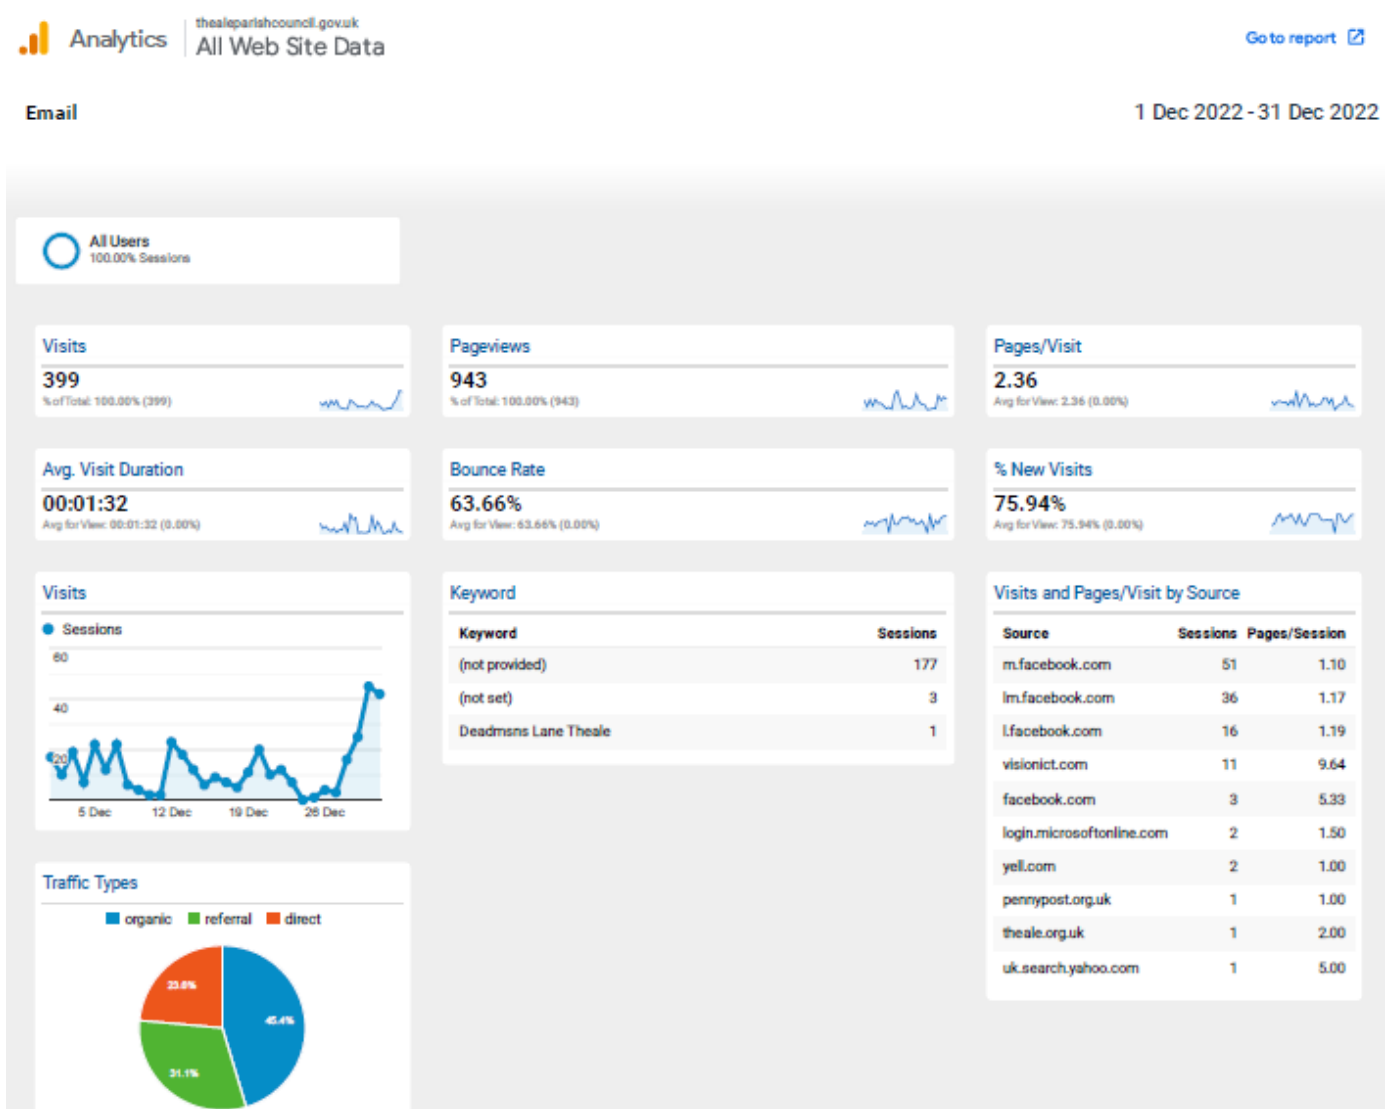 Analytics
thealeparishcouncil.gov.uk
All Web Site Data
Go to report
Email
1 Dec 2022 - 31 Dec 2022
All Users
100.00% Sessions
Visits
399
% of Total: 100.00% (399)
Pageviews
943
% of Total: 100.00% (943)
Pages/Visit
2.36
Avg for View: 2.36 (0.00%)
Avg. Visit Duration
00:01:32
Avg for View: 00:01:32 (0.00%)
Bounce Rate
63.66%
Avg for View: 63.66% (0.00%)
% New Visits
75.94%
Avg for View: 75.94% (0.00%)
Visits
Sessions
60
40
20
5 Dec 12 Dec 19 Dec 26 Dec
Keyword
Keyword Sessions
(not provided) 177
(not set) 3
Deadmsns Lane Theale 1
Visits and Pages/Visit by Source
Source Sessions Pages/Session
m.facebook.com 51 1.10
lm.facebook.com 36 1.17
l.facebook.com 16 1.19
visionict.com 11 9.64
facebook.com 3 5.33
login.microsoftonline.com 2 1.50
yell.com 2 1.00
pennypost.org.uk 1 1.00
theale.org.uk 1 2.00
uk.search.yahoo.com 1 5.00
Traffic Types
organic referral direct
23.6%
45.4%
31.1%